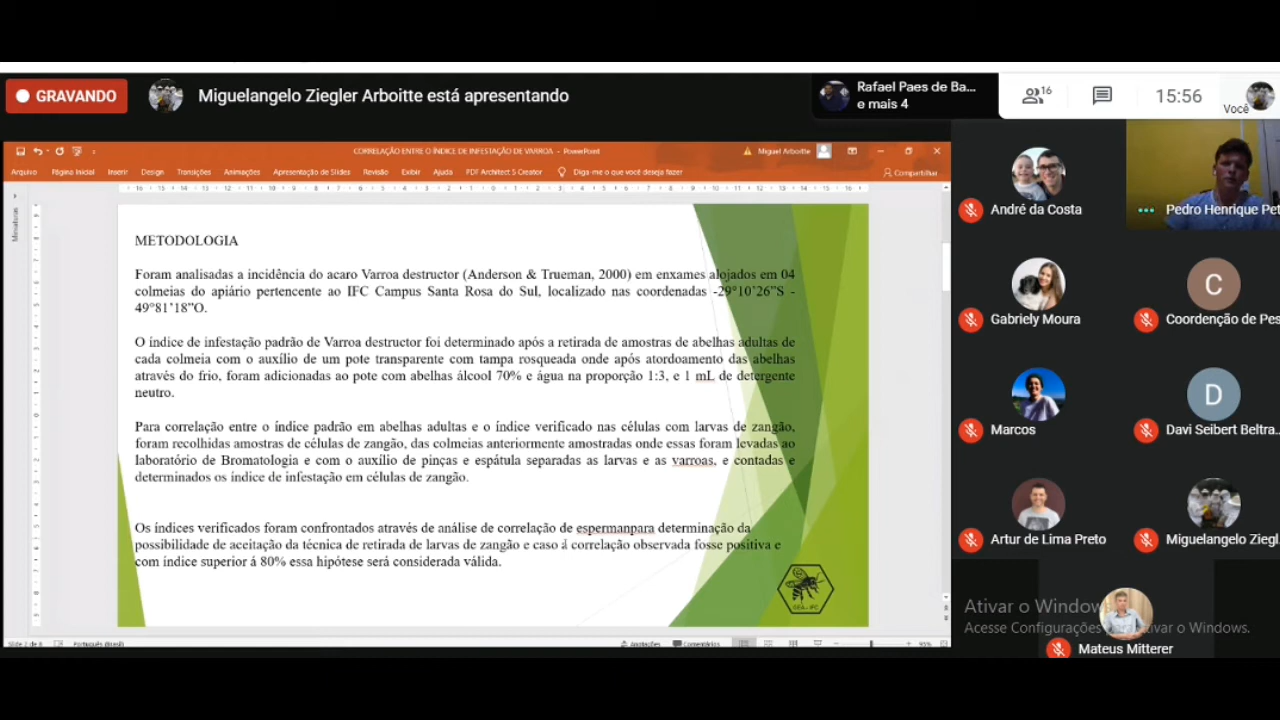 GRAVANDO
Miguelangelo Ziegler Arboitte está apresentando
Rafael Paes de Ba...
e mais 4
16
15:56
Você
CORRELAÇÃO ENTRE O ÍNDICE DE INFESTAÇÃO DE VARROA - PowerPoint
Miguel Arboitte
Arquivo Página Inicial Inserir Design Transições Animações Apresentação de Slides Revisão Exibir Ajuda PDF Architect 5 Creator Diga-me o que você deseja fazer
Compartilhar
Miniaturas
METODOLOGIA
Foram analisadas a incidência do acaro Varroa destructor (Anderson & Trueman, 2000) em enxames alojados em 04
colmeias do apiário pertencente ao IFC Campus Santa Rosa do Sul, localizado nas coordenadas -29°10’26”S -
49°81’18”O.
O índice de infestação padrão de Varroa destructor foi determinado após a retirada de amostras de abelhas adultas de
cada colmeia com o auxílio de um pote transparente com tampa rosqueada onde após atordoamento das abelhas
através do frio, foram adicionadas ao pote com abelhas álcool 70% e água na proporção 1:3, e 1 mL de detergente
neutro.
Para correlação entre o índice padrão em abelhas adultas e o índice verificado nas células com larvas de zangão,
foram recolhidas amostras de células de zangão, das colmeias anteriormente amostradas onde essas foram levadas ao
laboratório de Bromatologia e com o auxílio de pinças e espátula separadas as larvas e as varroas, e contadas e
determinados os índice de infestação em células de zangão.
Os índices verificados foram confrontados através de análise de correlação de espermanpara determinação da
possibilidade de aceitação da técnica de retirada de larvas de zangão e caso á correlação observada fosse positiva e
com índice superior á 80% essa hipótese será considerada válida.
GEA - IFC
Slide 2 de 8 Português (Brasil)
Anotações Comentários
95%
André da Costa
Pedro Henrique Pet
Gabriely Moura
C
Coordenção de Pes
Marcos
D
Davi Seibert Beltra...
Artur de Lima Preto
Miguelangelo Ziegl
Ativar o Windows
Acesse Configurações para ativar o Windows.
Mateus Mitterer